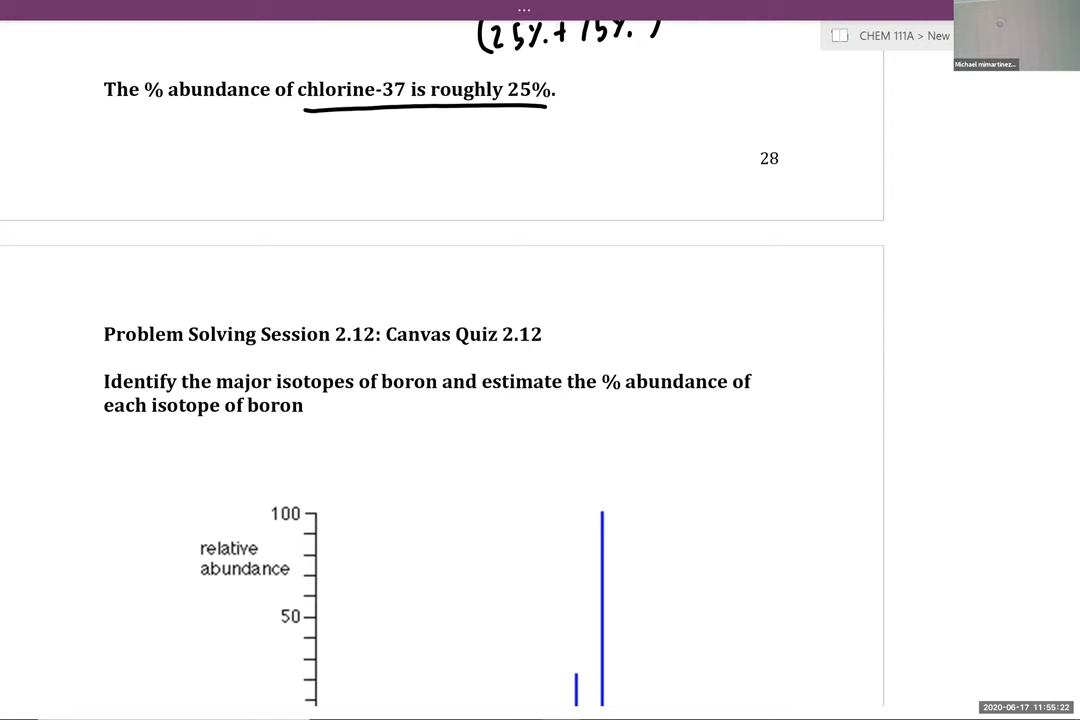 (25%+ 75%)
CHEM 111A > New
Michael mimartinez...
The % abundance of chlorine-37 is roughly 25%.
28
Problem Solving Session 2.12: Canvas Quiz 2.12
Identify the major isotopes of boron and estimate the % abundance of
each isotope of boron
100
relative
abundance
50
2020-06-17 11:55:22